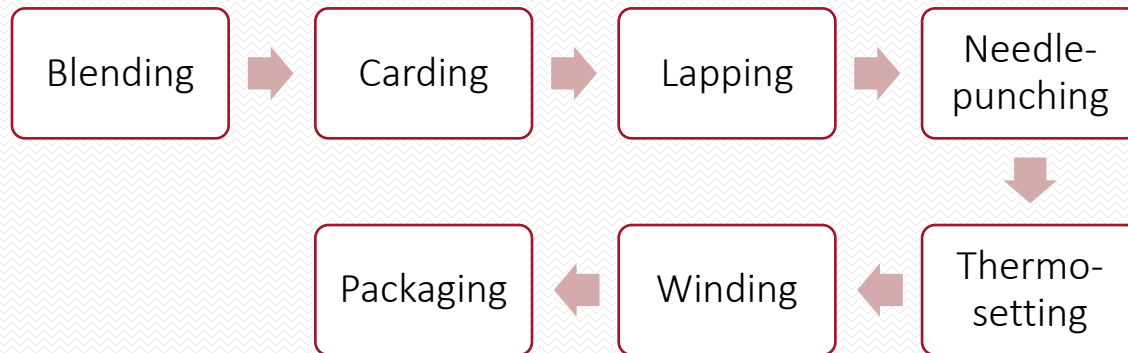 Blending
Carding
Lapping
Needle-
punching
Thermo-
setting
Winding
Packaging